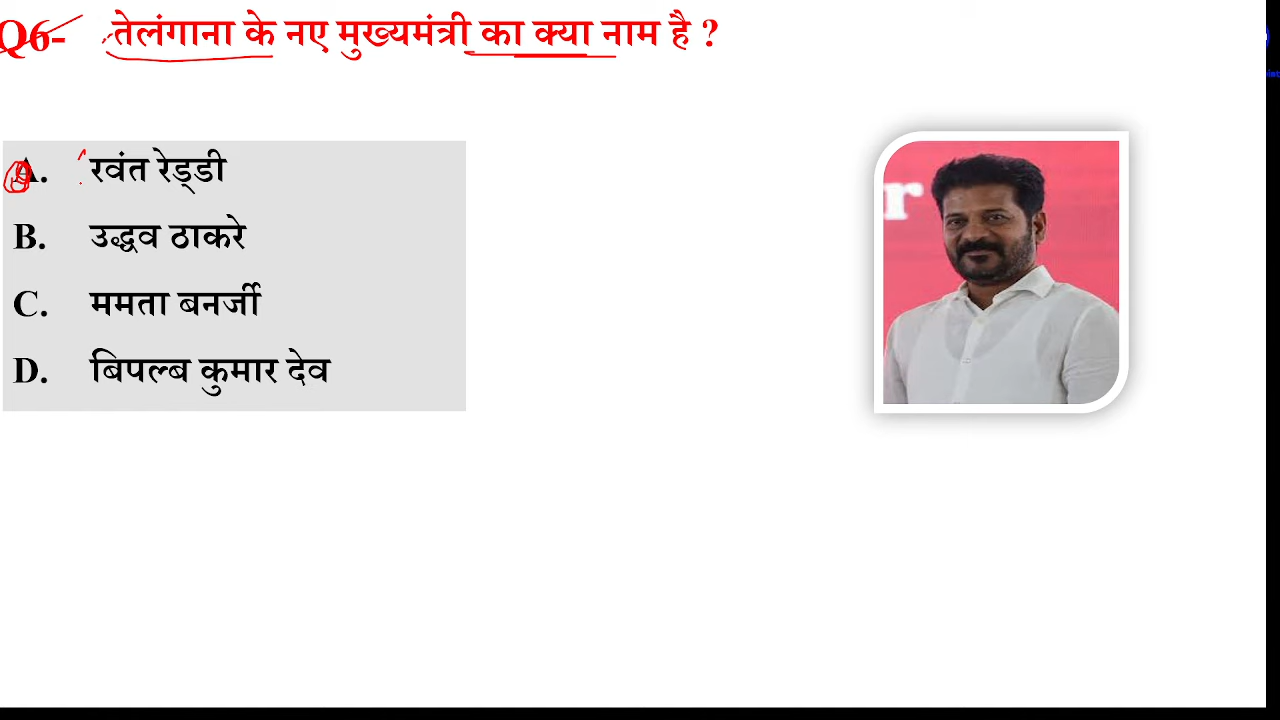 Q6- तेलंगाना के नए मुख्यमंत्री का क्या नाम है ?
A. रवंत रेड्डी
B. उद्धव ठाकरे
C. ममता बनर्जी
D. बिपल्ब कुमार देव
r